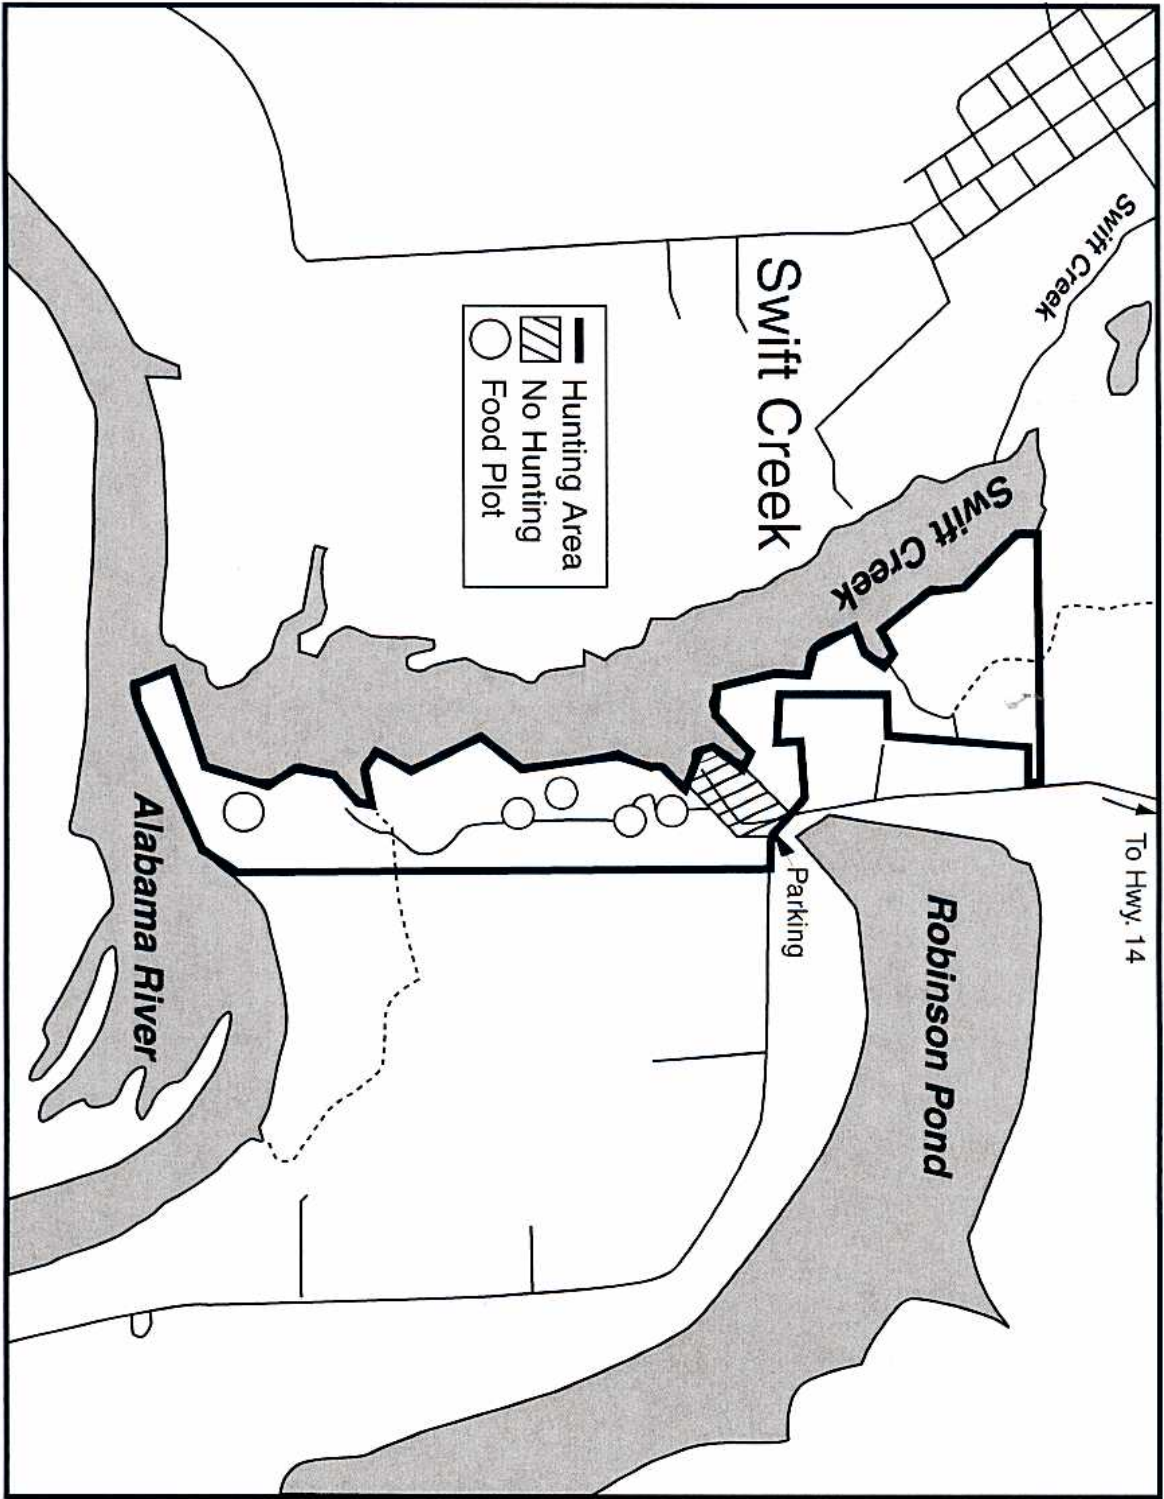 Swift Creek
To Hwy. 14
Swift Creek
Swift Creek
Robinson Pond
Parking
Hunting Area
No Hunting
Food Plot
Alabama River